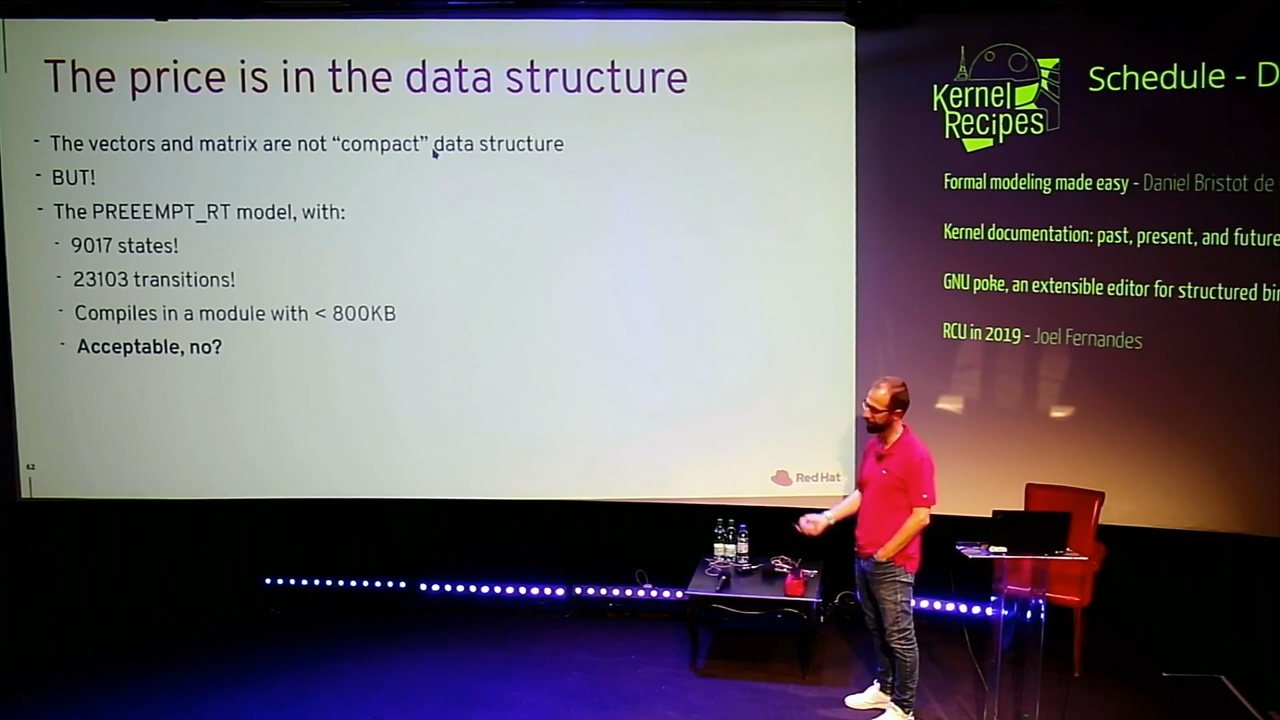 The price is in the data structure
- The vectors and matrix are not “compact” data structure
- BUT!
- The PREEEMPT_RT model, with:
- 9017 states!
- 23103 transitions!
- Compiles in a module with < 800KB
- Acceptable, no?
62
Red Hat
Kernel
Recipes
Schedule - D
Formal modeling made easy - Daniel Bristot de
Kernel documentation: past, present, and future
GNU poke, an extensible editor for structured bin
RCU in 2019 - Joel Fernandes